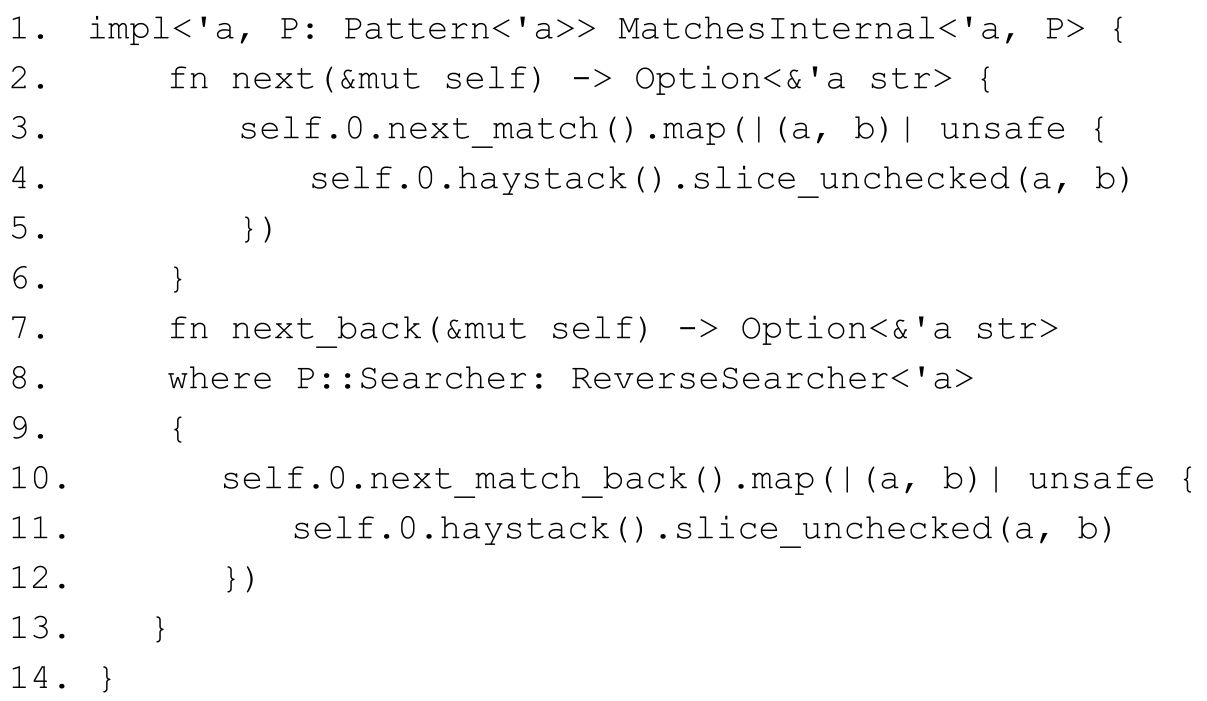 1. impl<'a, P: Pattern<'a>> MatchesInternal<'a, P> {
2. fn next(&mut self) -> Option<&'a str> {
3. self.0.next_match().map(|(a, b)| unsafe {
4. self.0.haystack().slice_unchecked(a, b)
5. })
6. }
7. fn next_back(&mut self) -> Option<&'a str>
8. where P::Searcher: ReverseSearcher<'a>
9. {
10. self.0.next_match_back().map(|(a, b)| unsafe {
11. self.0.haystack().slice_unchecked(a, b)
12. })
13. }
14. }